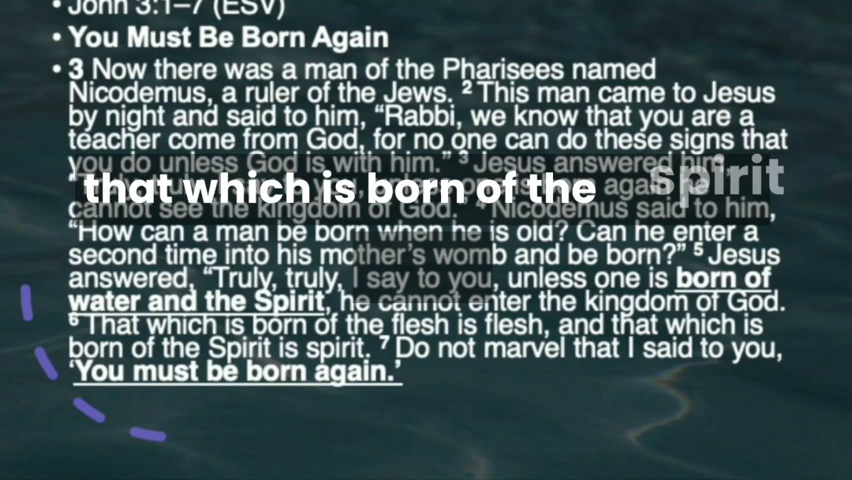 • John 3:1–7 (ESV)
• You Must Be Born Again
• 3 Now there was a man of the Pharisees named
Nicodemus, a ruler of the Jews. 2 This man came to Jesus
by night and said to him, “Rabbi, we know that you are a
teacher come from God, for no one can do these signs that
you do unless God is with him.” 3 Jesus answered him,
that which is born of the spirit
cannot see the kingdom of God.” Nicodemus said to him,
“How can a man be born when he is old? Can he enter a
second time into his mother’s womb and be born?” 5 Jesus
answered, “Truly, truly, I say to you, unless one is born of
water and the Spirit, he cannot enter the kingdom of God.
6 That which is born of the flesh is flesh, and that which is
born of the Spirit is spirit. 7 Do not marvel that I said to you,
‘You must be born again.’